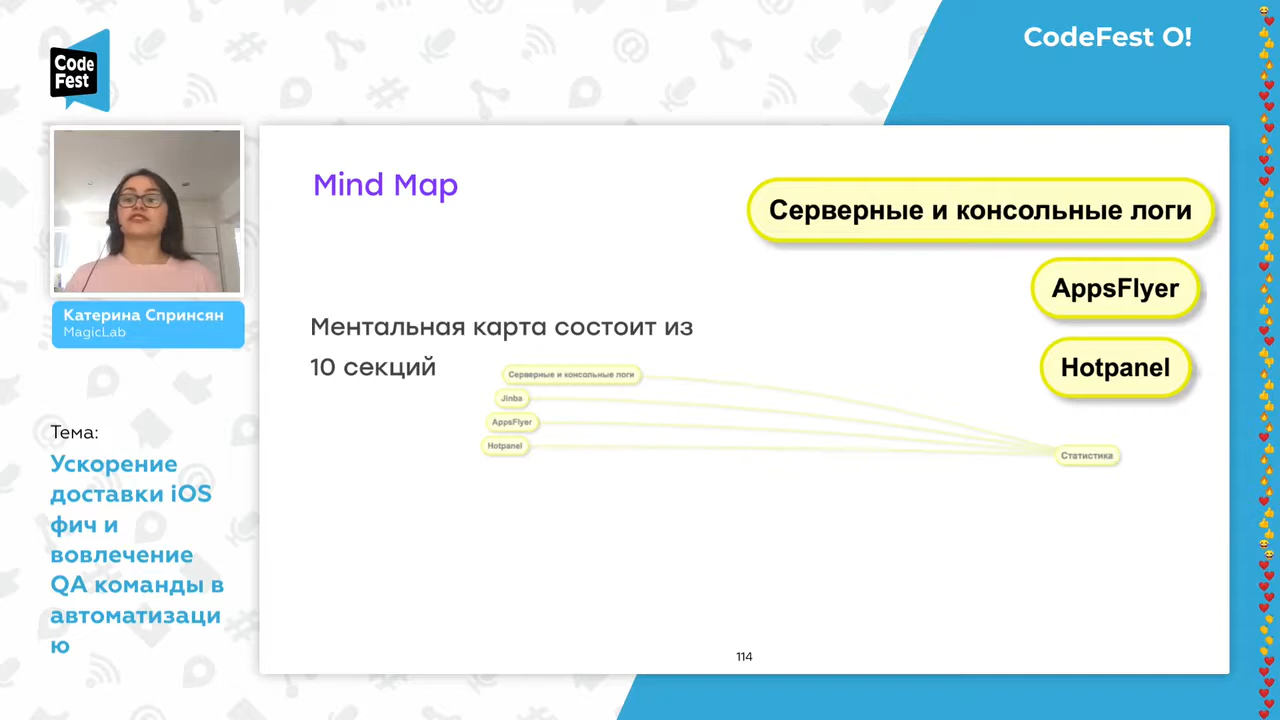 Code
Fest
CodeFest О!
Катерина Спринсян
MagicLab
Тема:
Ускорение
доставки iOS
фич и
вовлечение
QA команды в
автоматизаци
ю
Mind Map
Серверные и консольные логи
AppsFlyer
Hotpanel
Ментальная карта состоит из
10 секций
Серверные и консольные логи
Jinba
AppsFlyer
Hotpanel
Статистика
114